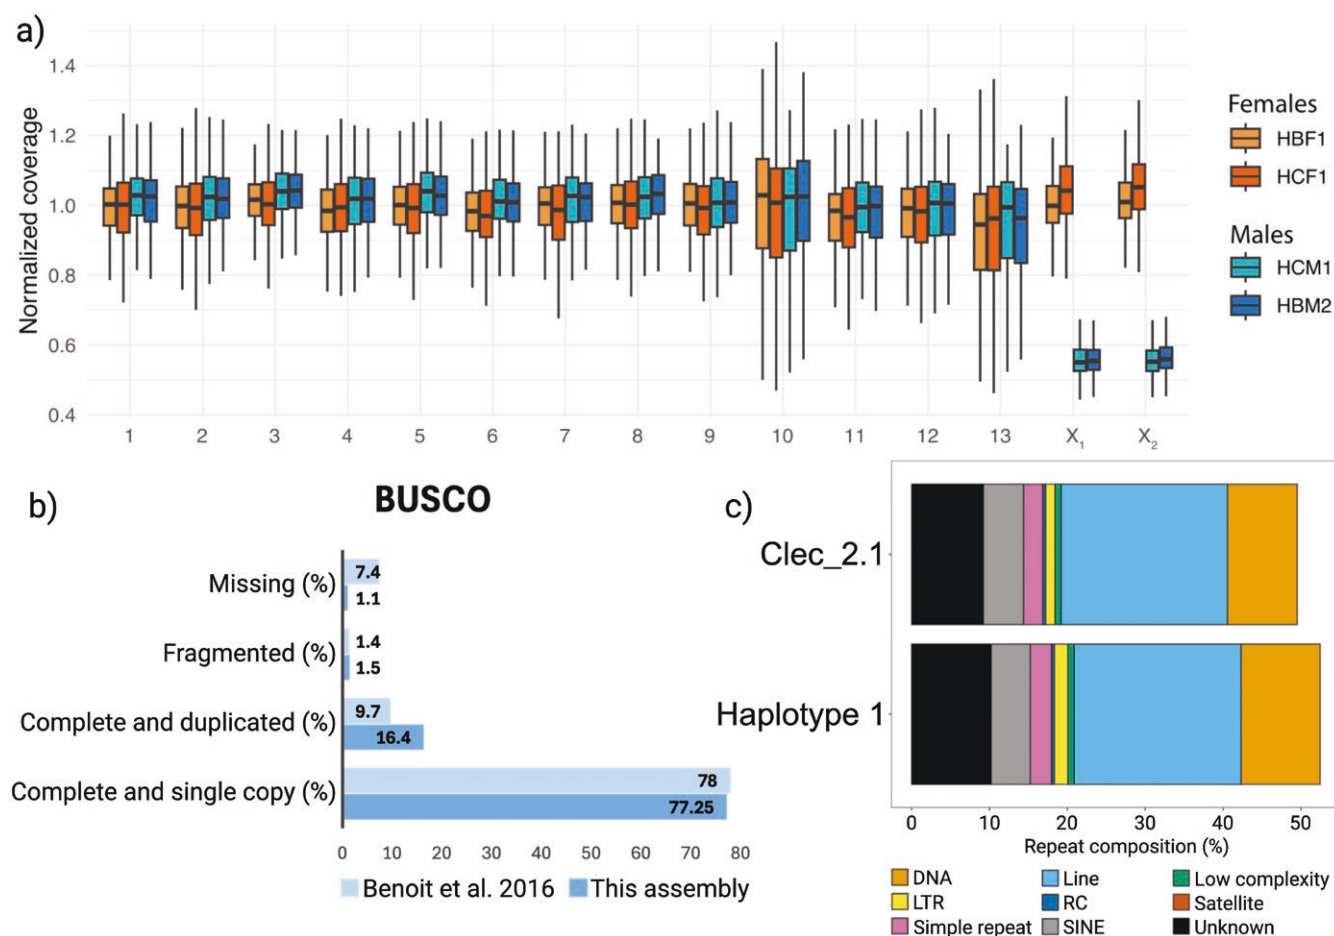 a)
Normalized coverage
1.4
1.2
1.0
0.8
0.6
0.4
1 2 3 4 5 6 7 8 9 10 11 12 13 X₁ X₂
Females
HBF1
HCF1
Males
HCM1
HBM2
b)
BUSCO
Missing (%)
7.4
1.1
Fragmented (%)
1.4
1.5
Complete and duplicated (%)
9.7
16.4
Complete and single copy (%)
78
77.25
0 10 20 30 40 50 60 70 80
Benoit et al. 2016 This assembly
c)
Clec_2.1
Haplotype 1
0 10 20 30 40 50
Repeat composition (%)
DNA Line Low complexity
LTR RC Satellite
Simple repeat SINE Unknown